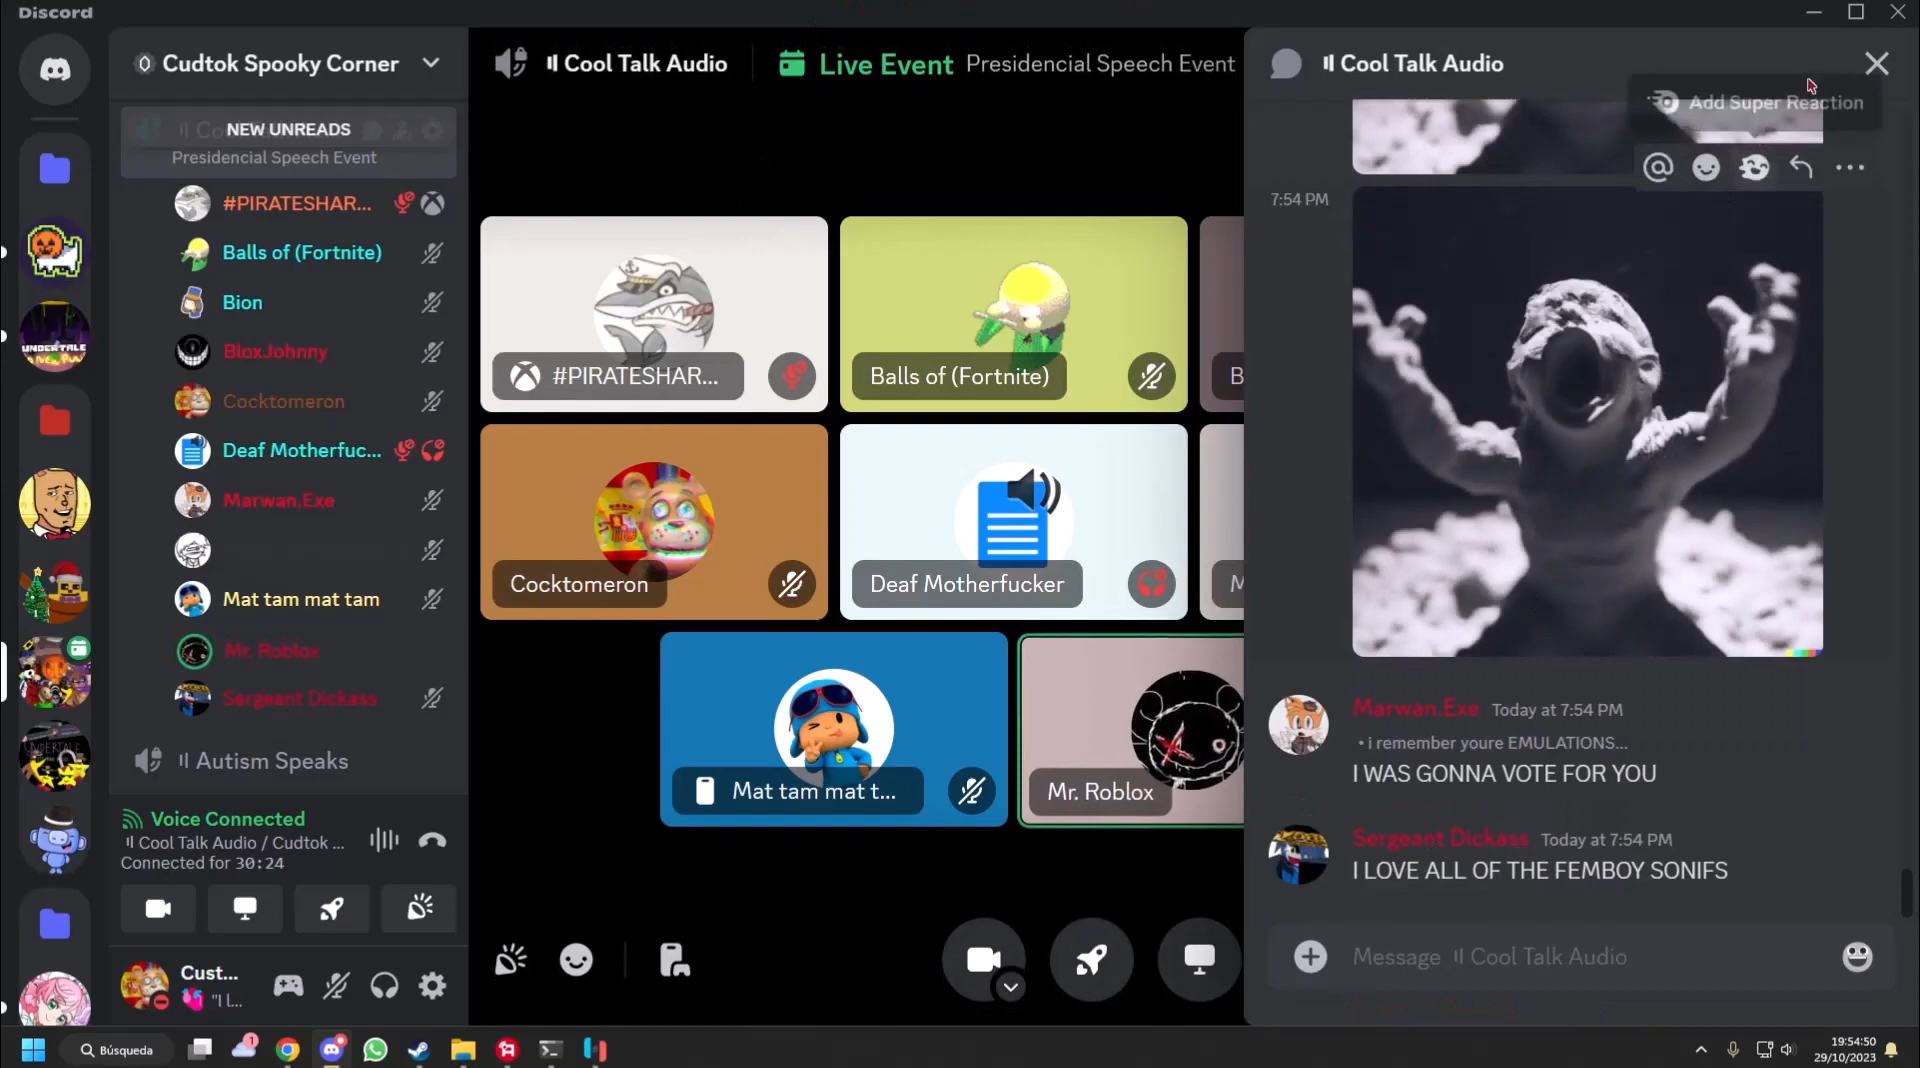 Discord
Cudtok Spooky Corner
NEW UNREADS
Presidencial Speech Event
#PIRATESHAR...
Balls of (Fortnite)
Bion
BloxJohnny
Cocktomeron
Deaf Motherfuc...
Marwan.Exe
Mat tam mat tam
Mr. Roblox
Sergeant Dickass
Autism Speaks
Voice Connected
Cool Talk Audio / Cudtok ...
Connected for 30:24
Cust...
"I l...
Cool Talk Audio
Live Event Presidencial Speech Event
#PIRATESHAR...
Balls of (Fortnite)
B
Cocktomeron
Deaf Motherfucker
M
Mat tam mat t...
Mr. Roblox
Cool Talk Audio
Add Super Reaction
7:54 PM
Marwan.Exe Today at 7:54 PM
• i remember youre EMULATIONS...
I WAS GONNA VOTE FOR YOU
Sergeant Dickass Today at 7:54 PM
I LOVE ALL OF THE FEMBOY SONIFS
Message Cool Talk Audio
UNDERTALE
Búsqueda
1
19:54:50
29/10/2023